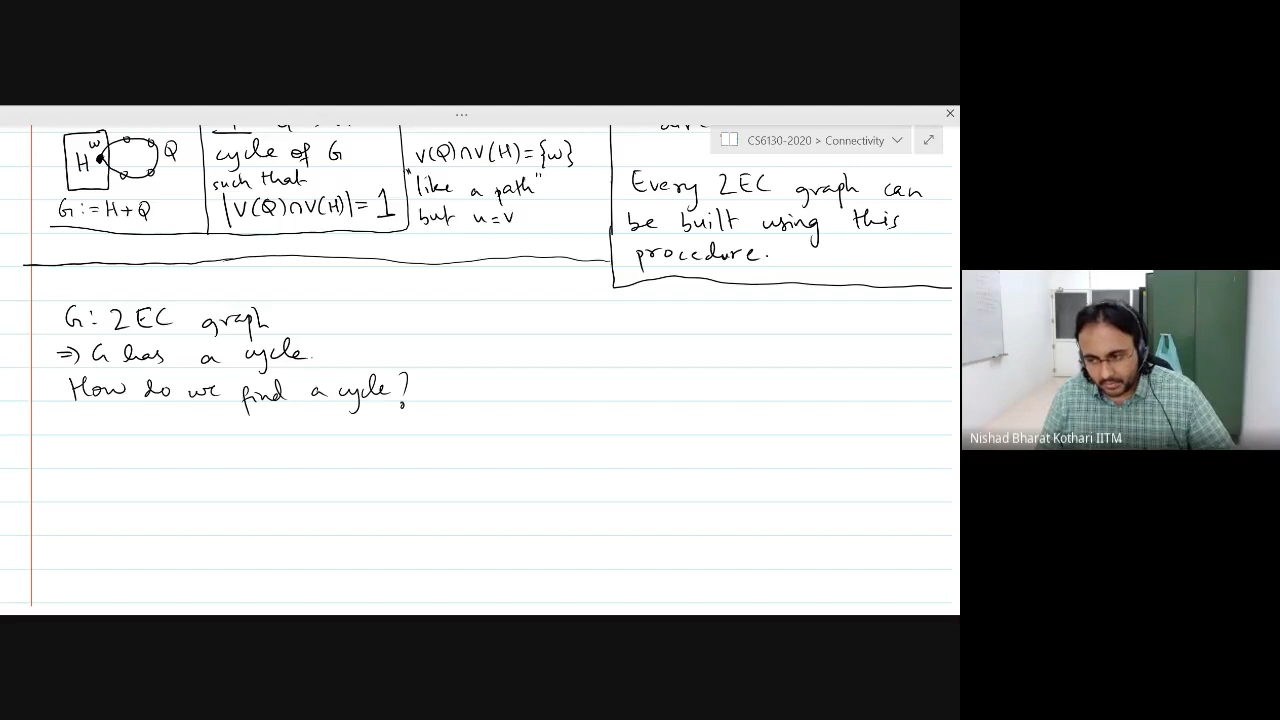 CS6130-2020 > Connectivity
w
H
Q
G := H+Q
cycle of G
such that
|V(Q)∩V(H)| = 1
V(Q)∩V(H)={w}
"like a path"
but u=v
Every 2EC graph can
be built using this
procedure.
G: 2EC graph
⇒ G has a cycle.
How do we find a cycle?
Nishad Bharat Kothari IITM